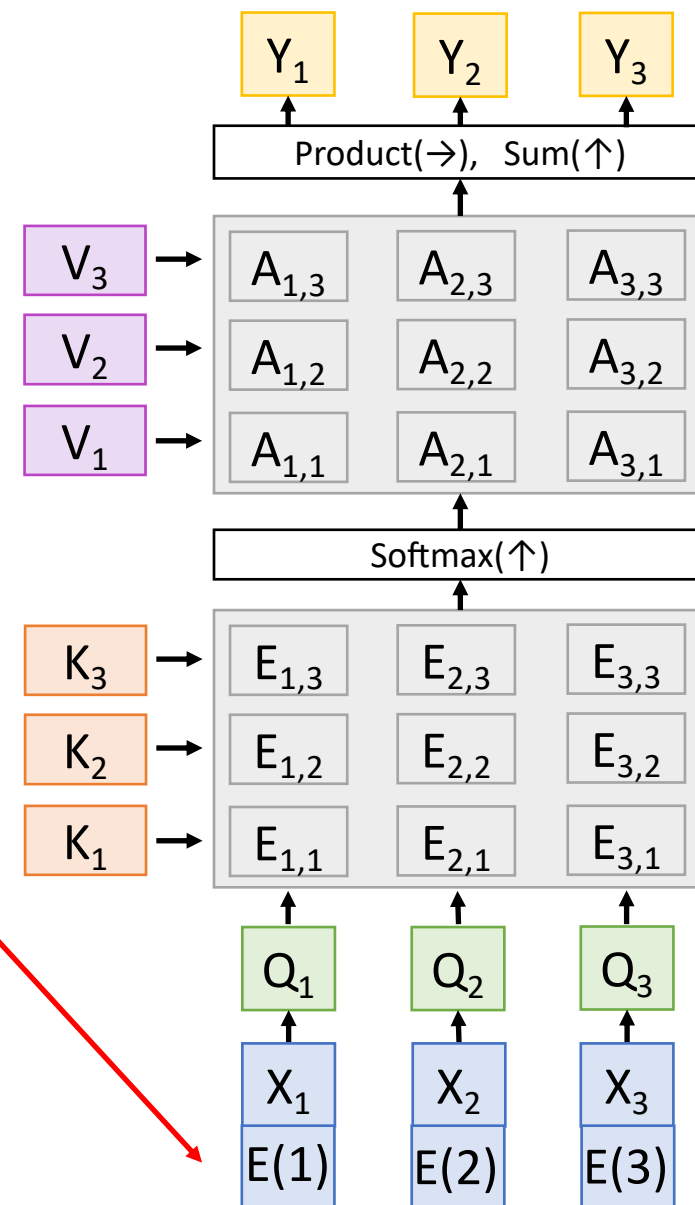 Y₁ Y₂ Y₃
Product(→), Sum(↑)
V₃ A₁,₃ A₂,₃ A₃,₃
V₂ A₁,₂ A₂,₂ A₃,₂
V₁ A₁,₁ A₂,₁ A₃,₁
Softmax(↑)
K₃ E₁,₃ E₂,₃ E₃,₃
K₂ E₁,₂ E₂,₂ E₃,₂
K₁ E₁,₁ E₂,₁ E₃,₁
Q₁ Q₂ Q₃
X₁ X₂ X₃
E(1) E(2) E(3)